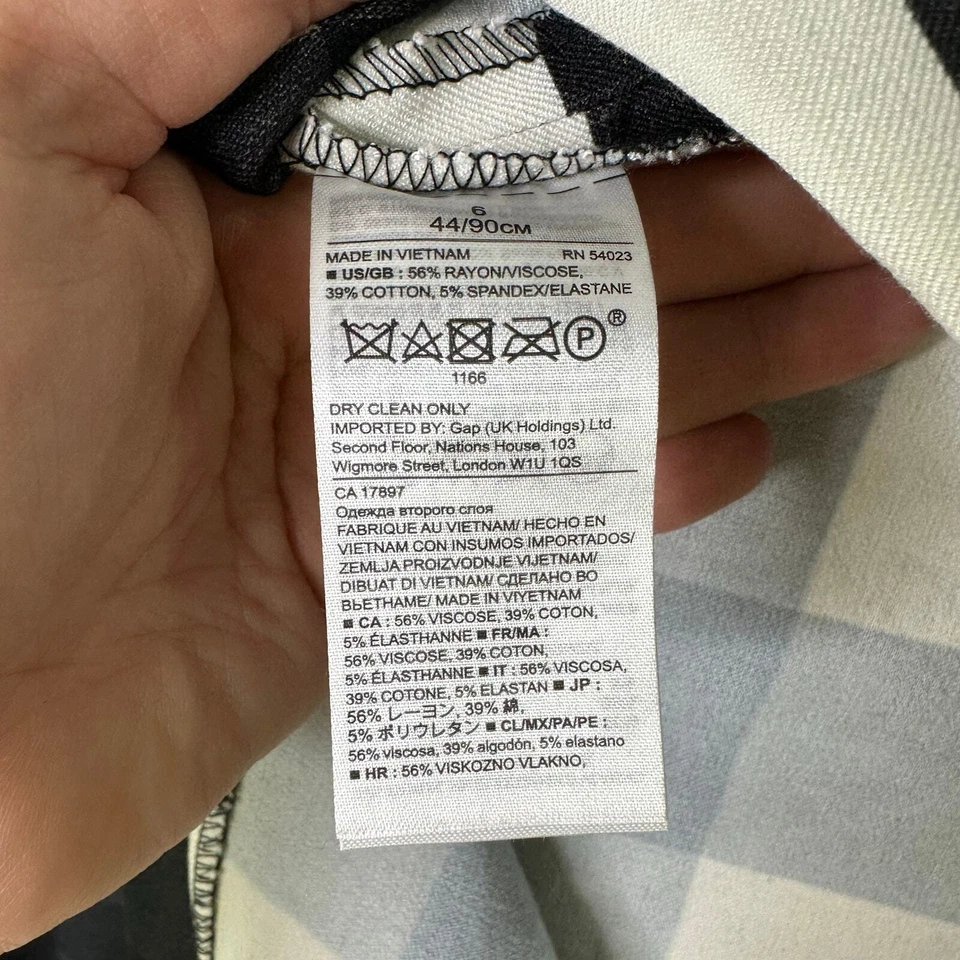 6
44/90CM
MADE IN VIETNAM RN 54023
■ US/GB : 56% RAYON/VISCOSE,
39% COTTON, 5% SPANDEX/ELASTANE
P ®
1166
DRY CLEAN ONLY
IMPORTED BY: Gap (UK Holdings) Ltd.
Second Floor, Nations House, 103
Wigmore Street, London W1U 1QS
CA 17897
Одежда второго слоя
FABRIQUE AU VIETNAM/ HECHO EN
VIETNAM CON INSUMOS IMPORTADOS/
ZEMLJA PROIZVODNJE VIJETNAM/
DIBUAT DI VIETNAM/ СДЕЛАНО ВО
ВЬЕТНАМЕ/ MADE IN VIYETNAM
■ CA : 56% VISCOSE, 39% COTON,
5% ÉLASTHANNE ■ FR/MA :
56% VISCOSE, 39% COTON,
5% ÉLASTHANNE ■ IT : 56% VISCOSA,
39% COTONE, 5% ELASTAN ■ JP :
56% レーヨン, 39% 綿,
5% ポリウレタン ■ CL/MX/PA/PE :
56% viscosa, 39% algodón, 5% elastano
■ HR : 56% VISKOZNO VLAKNO,